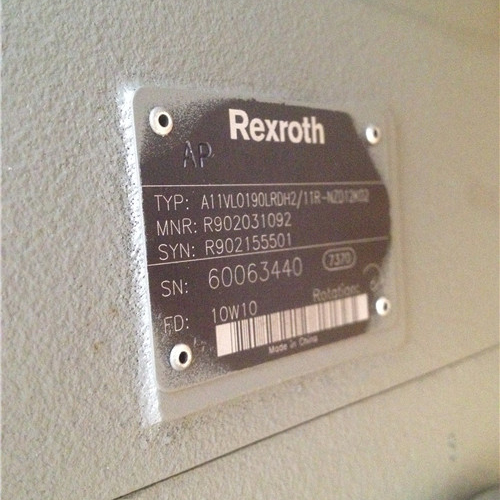 Rexroth
AP
TYP: A11VLO190LRDH2/11R-NZD12K02
MNR: R902031092
SYN: R902155501
SN: 60063440 7370
Rotation:
FD: 10W10
Made in China